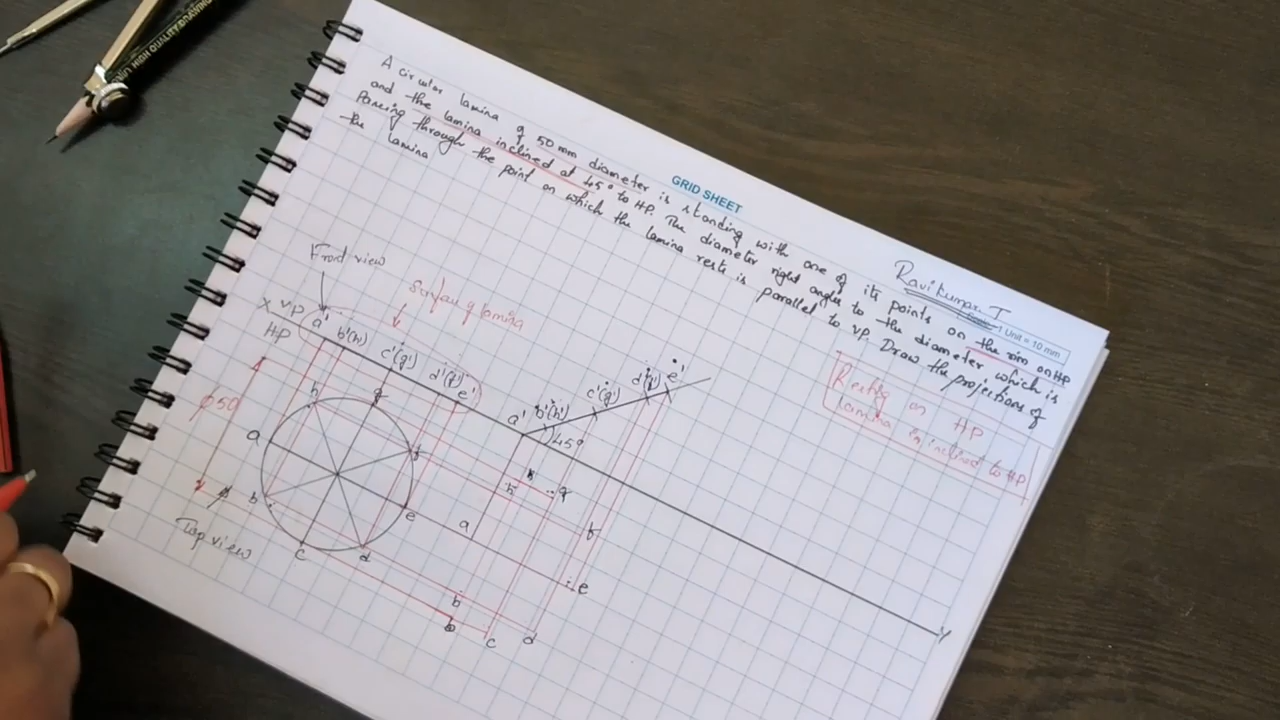 HIGH QUALITY DRAWING
GRID SHEET
1 Unit = 10 mm
Ravikumar. T
A circular lamina of 50 mm diameter is standing with one of its points on the rim on HP
and the lamina inclined at 45° to HP. The diameter right angle to the diameter which is
Passing through the point on which the lamina rests is parallel to VP. Draw the projections of
the lamina
Resting on HP
Lamina inclined to HP
Front view
Surface of lamina
X VP
HP
a' b'(h') c'(g') d'(f') e'
a' b'(h') c'(g') d'(f') e'
45°
φ50
h g
a f
b e
c d
h h g
a f
e
b
b c d
Top view
Y